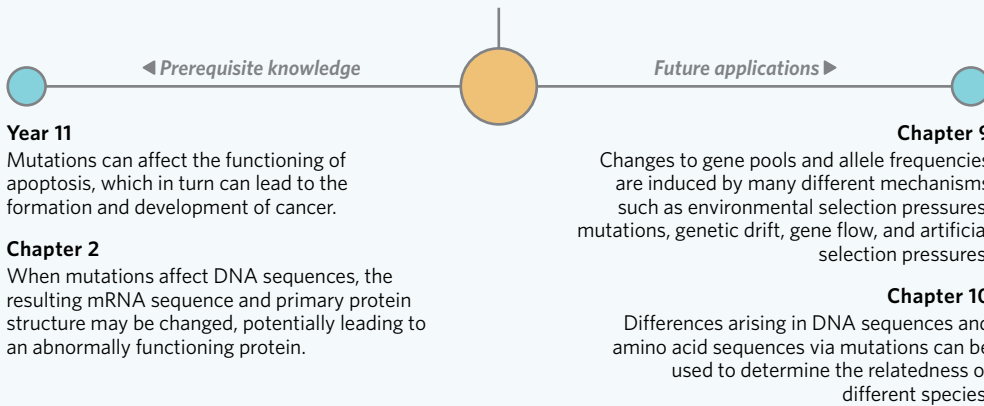 ◀ Prerequisite knowledge
Future applications ▶
Year 11
Mutations can affect the functioning of
apoptosis, which in turn can lead to the
formation and development of cancer.
Chapter 2
When mutations affect DNA sequences, the
resulting mRNA sequence and primary protein
structure may be changed, potentially leading to
an abnormally functioning protein.
Chapter 9
Changes to gene pools and allele frequencies
are induced by many different mechanisms
such as environmental selection pressures
mutations, genetic drift, gene flow, and artificial
selection pressures
Chapter 10
Differences arising in DNA sequences and
amino acid sequences via mutations can be
used to determine the relatedness of
different species